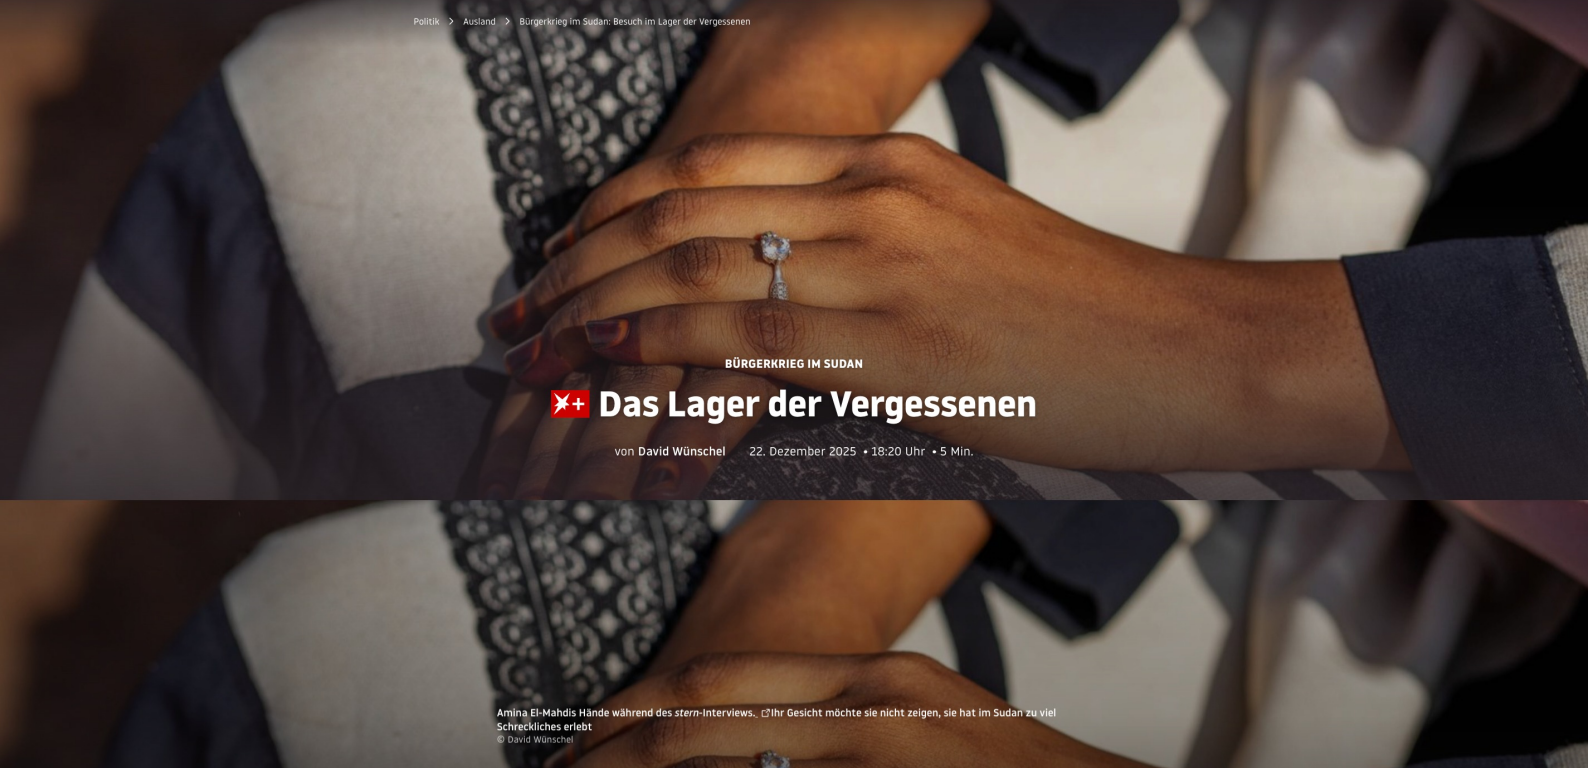 Politik > Ausland > Bürgerkrieg im Sudan: Besuch im Lager der Vergessenen
BÜRGERKRIEG IM SUDAN
+ Das Lager der Vergessenen
von David Wünschel 22. Dezember 2025 • 18:20 Uhr • 5 Min.
Amina El-Mahdis Hände während des stern-Interviews. Ihr Gesicht möchte sie nicht zeigen, sie hat im Sudan zu viel
Schreckliches erlebt
© David Wünschel